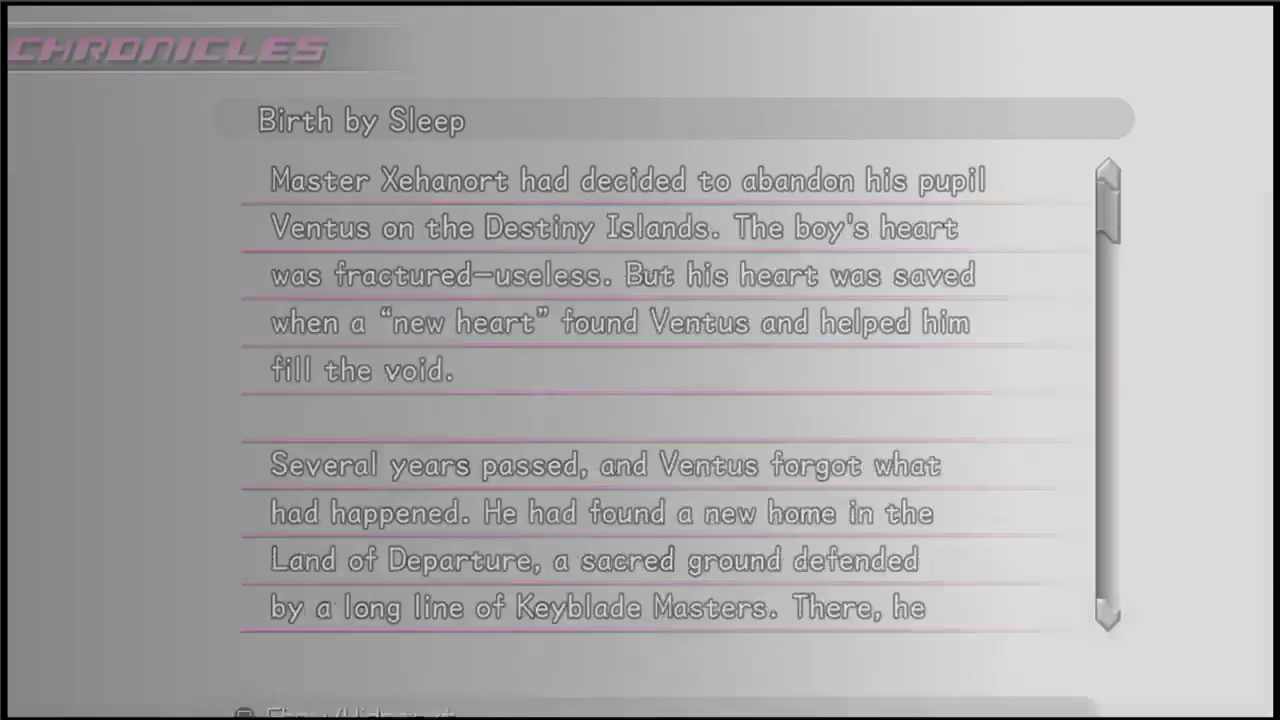 CHRONICLES
Birth by Sleep
Master Xehanort had decided to abandon his pupil
Ventus on the Destiny Islands. The boy's heart
was fractured—useless. But his heart was saved
when a “new heart” found Ventus and helped him
fill the void.
Several years passed, and Ventus forgot what
had happened. He had found a new home in the
Land of Departure, a sacred ground defended
by a long line of Keyblade Masters. There, he